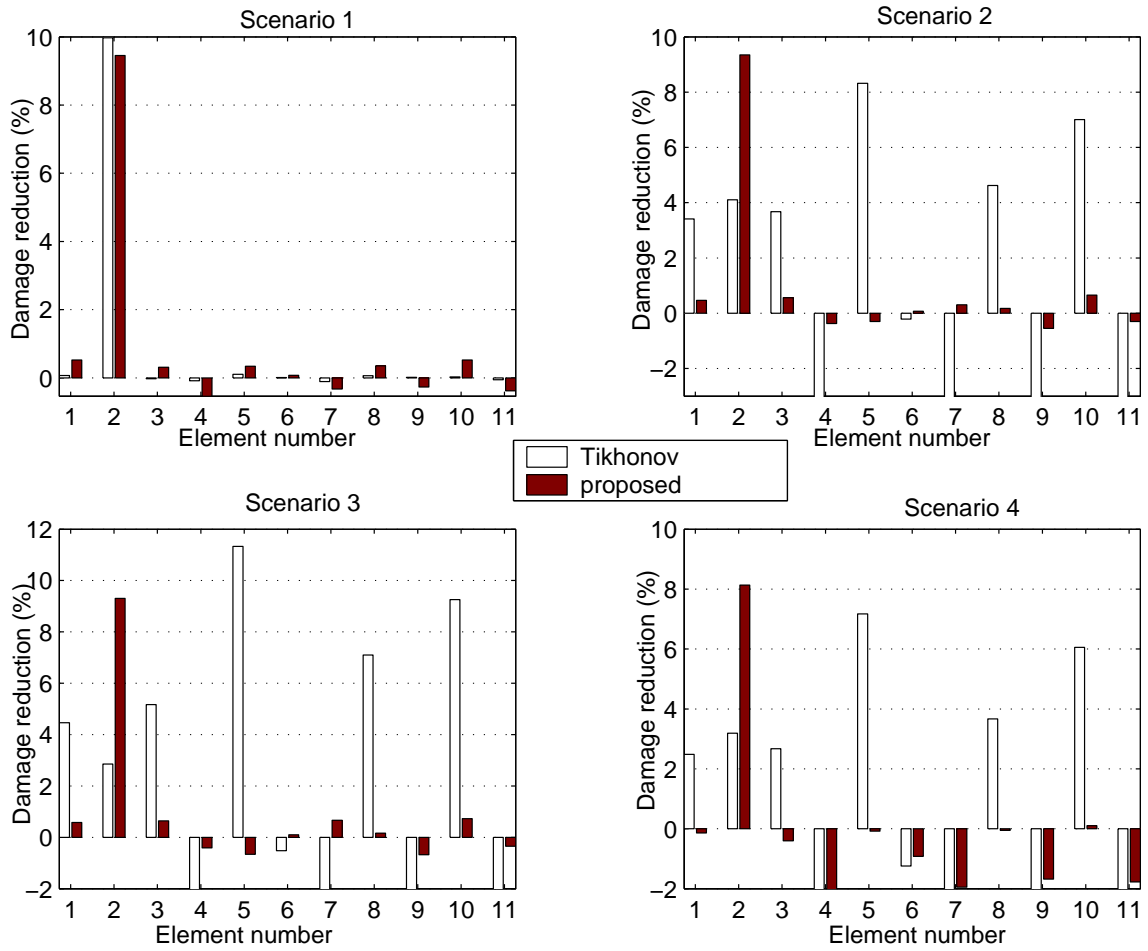 Scenario 1
Damage reduction (%)
10
8
6
4
2
0
1 2 3 4 5 6 7 8 9 10 11
Element number
Scenario 2
Damage reduction (%)
10
8
6
4
2
0
−2
1 2 3 4 5 6 7 8 9 10 11
Element number
Tikhonov
proposed
Scenario 3
Damage reduction (%)
12
10
8
6
4
2
0
−2
1 2 3 4 5 6 7 8 9 10 11
Element number
Scenario 4
Damage reduction (%)
10
8
6
4
2
0
−2
1 2 3 4 5 6 7 8 9 10 11
Element number